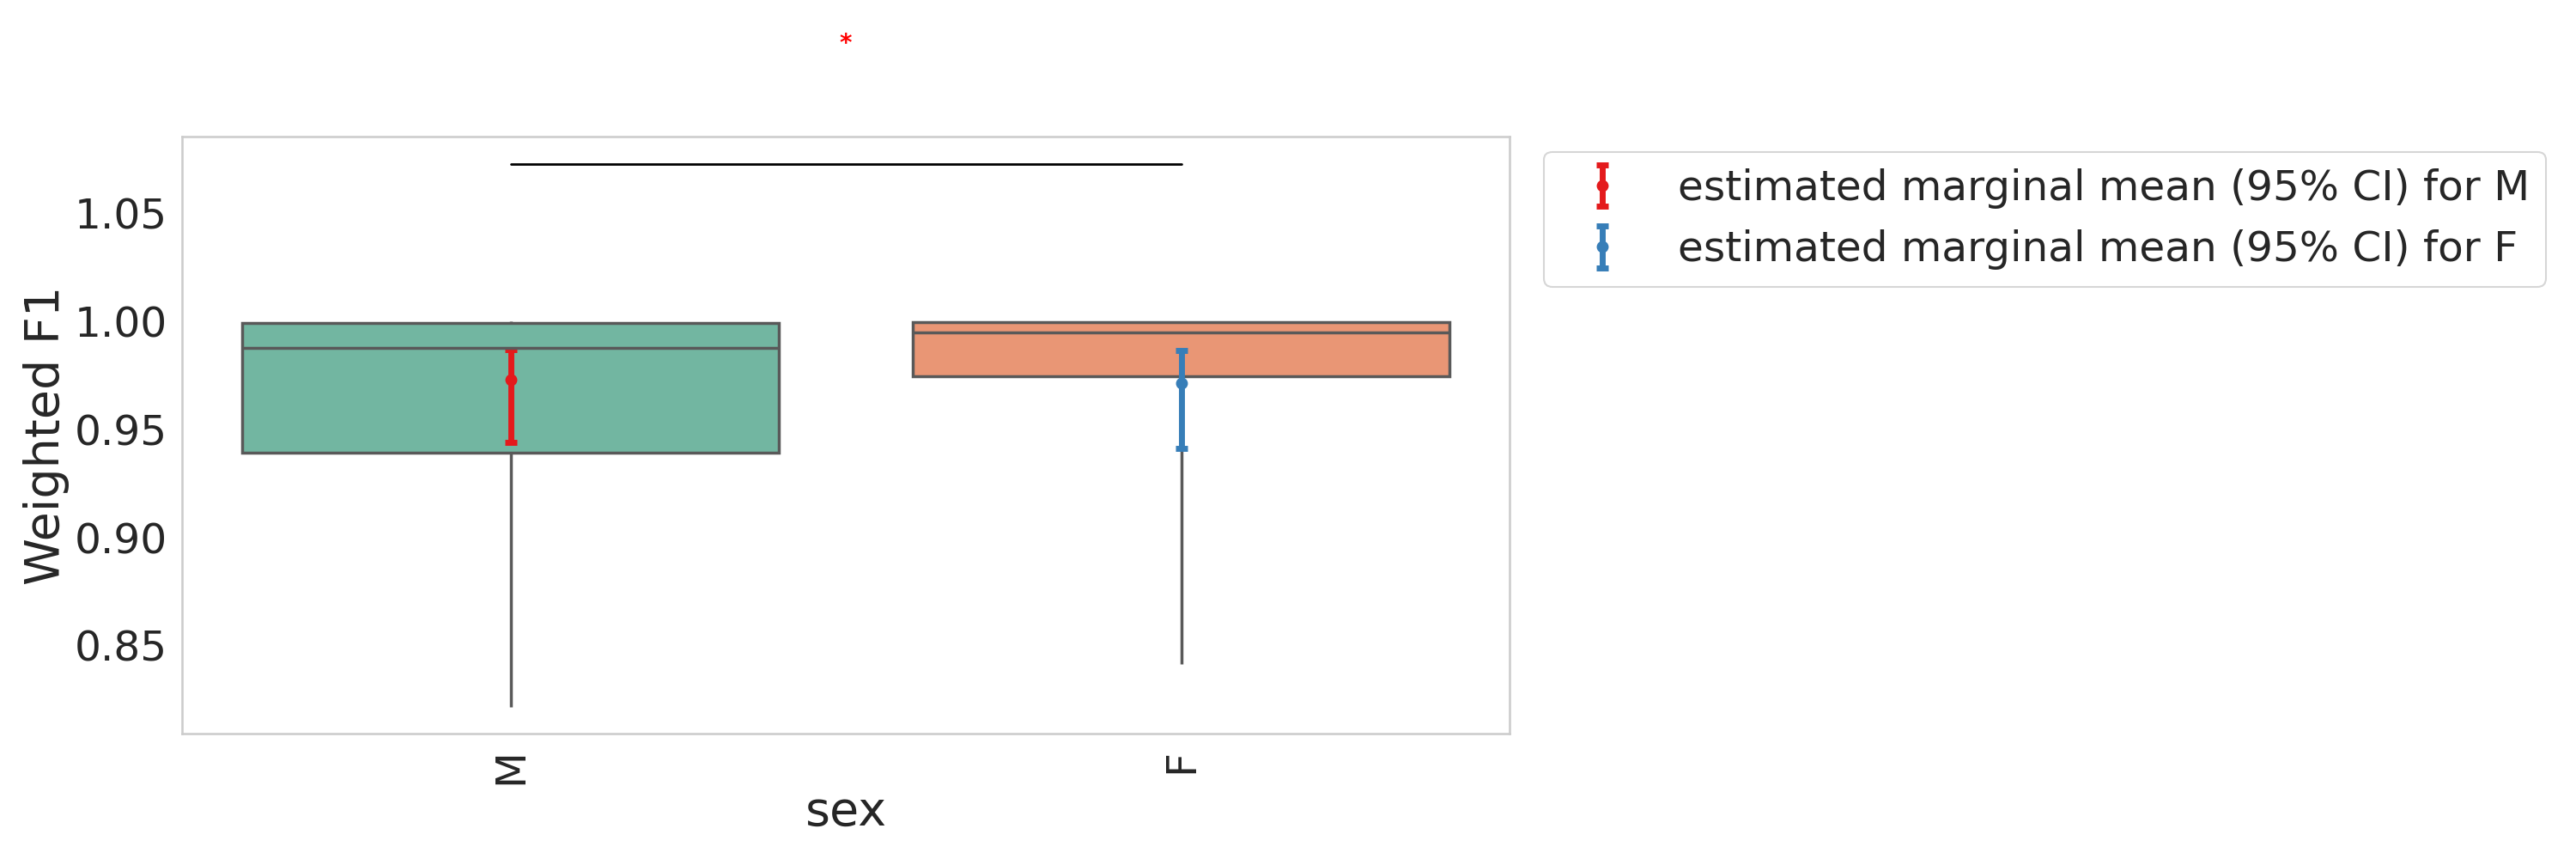 *
estimated marginal mean (95% CI) for M
estimated marginal mean (95% CI) for F
Weighted F1
1.05
1.00
0.95
0.90
0.85
M
F
sex